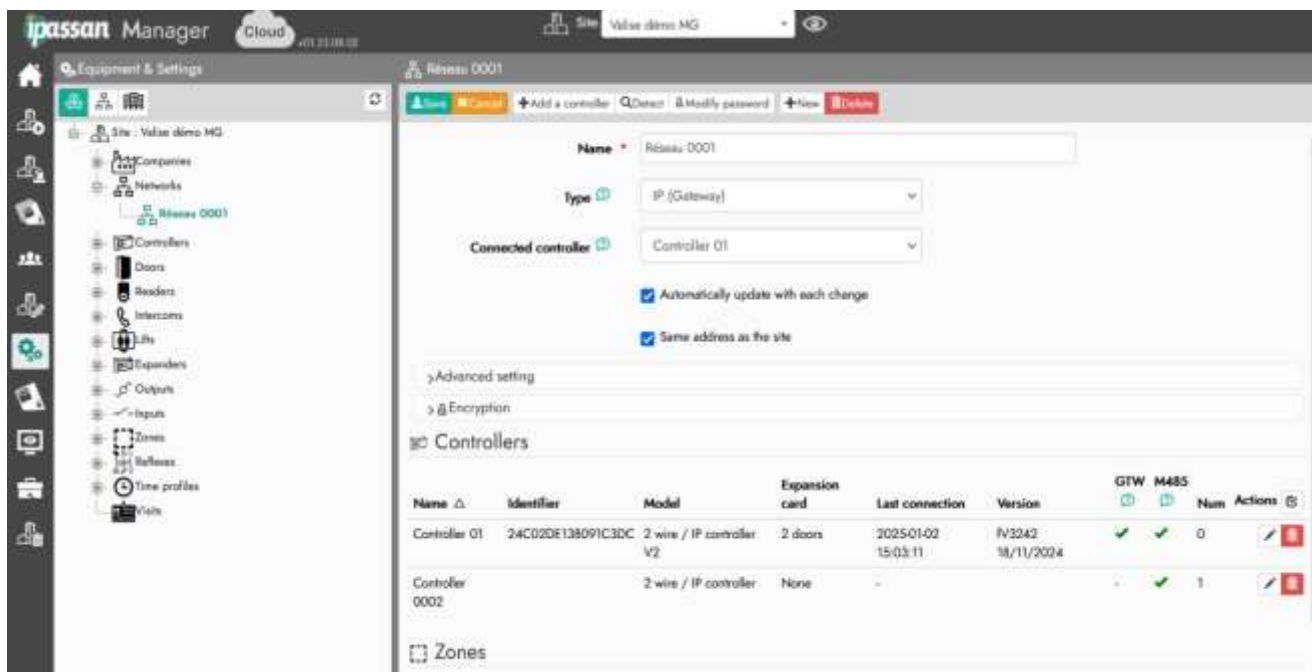 ipassan Manager Cloud
Site Valise démo MG
Equipment & Settings
Réseau 0001
Save Cancel Add a controller Detect Modify password New Delete
Site : Valise démo MG
Companies
Networks
Réseau 0001
Controllers
Doors
Readers
Intercoms
Lifts
Expanders
Outputs
Inputs
Zones
Reflexes
Time profiles
Visits
Name * Réseau 0001
Type IP (Gateway)
Connected controller Controller 01
Automatically update with each change
Same address as the site
Advanced setting
Encryption
Controllers
Name Identifier Model Expansion card Last connection Version GTW M485 Num Actions
Controller 01 24C02DE138091C3DC 2 wire / IP controller V2 2 doors 2025-01-02 15:03:11 IV3242 18/11/2024 0
Controller 0002 2 wire / IP controller None - - 1
Zones